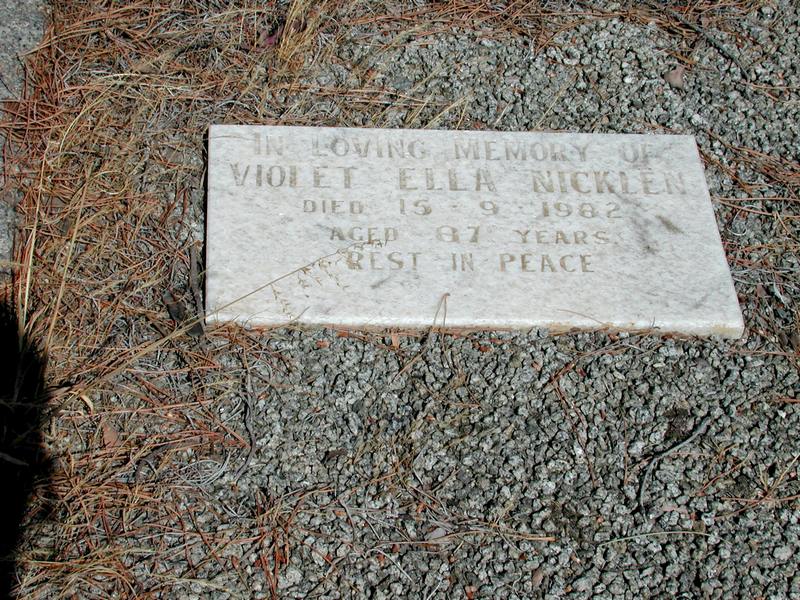 IN LOVING MEMORY OF
VIOLET ELLA NICKLEN
DIED 15 - 9 - 1982
AGED 87 YEARS
REST IN PEACE